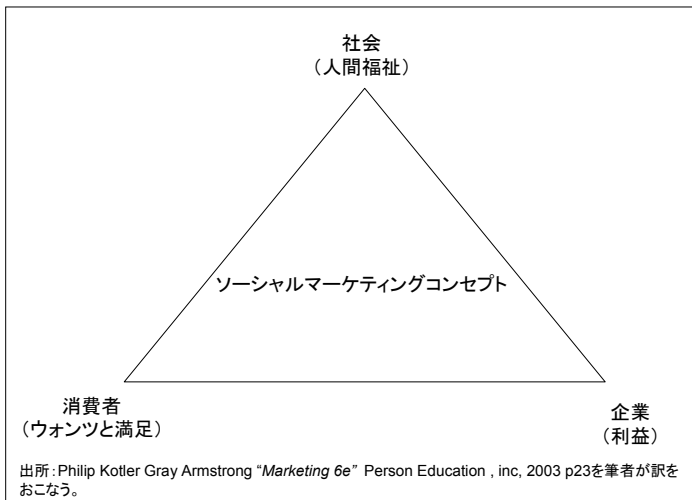 社会
（人間福祉）
ソーシャルマーケティングコンセプト
消費者
（ウォンツと満足）
企業
（利益）
出所：Philip Kotler Gray Armstrong “Marketing 6e” Person Education , inc, 2003 p23を筆者が訳を
おこなう。